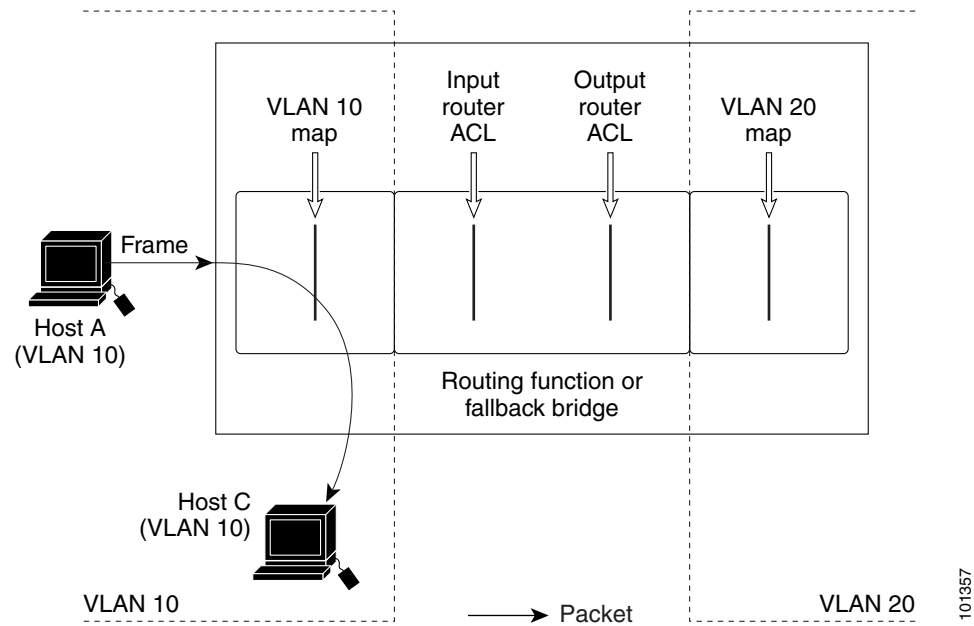 VLAN 10
map
Input
router
ACL
Output
router
ACL
VLAN 20
map
Frame
Host A
(VLAN 10)
Routing function or
fallback bridge
Host C
(VLAN 10)
VLAN 10
Packet
VLAN 20
101357